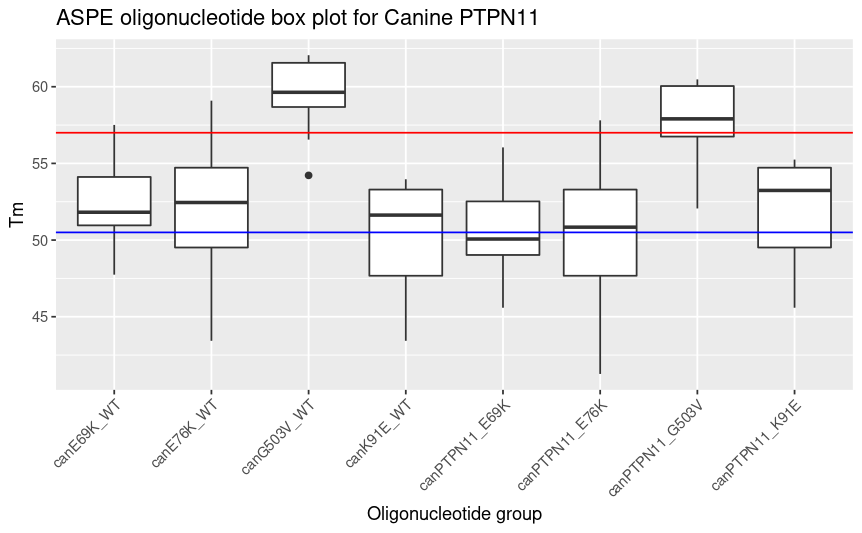 ASPE oligonucleotide box plot for Canine PTPN11
60
55
50
45
Tm
canE69K_WT
canE76K_WT
canG503V_WT
canK91E_WT
canPTPN11_E69K
canPTPN11_E76K
canPTPN11_G503V
canPTPN11_K91E
Oligonucleotide group